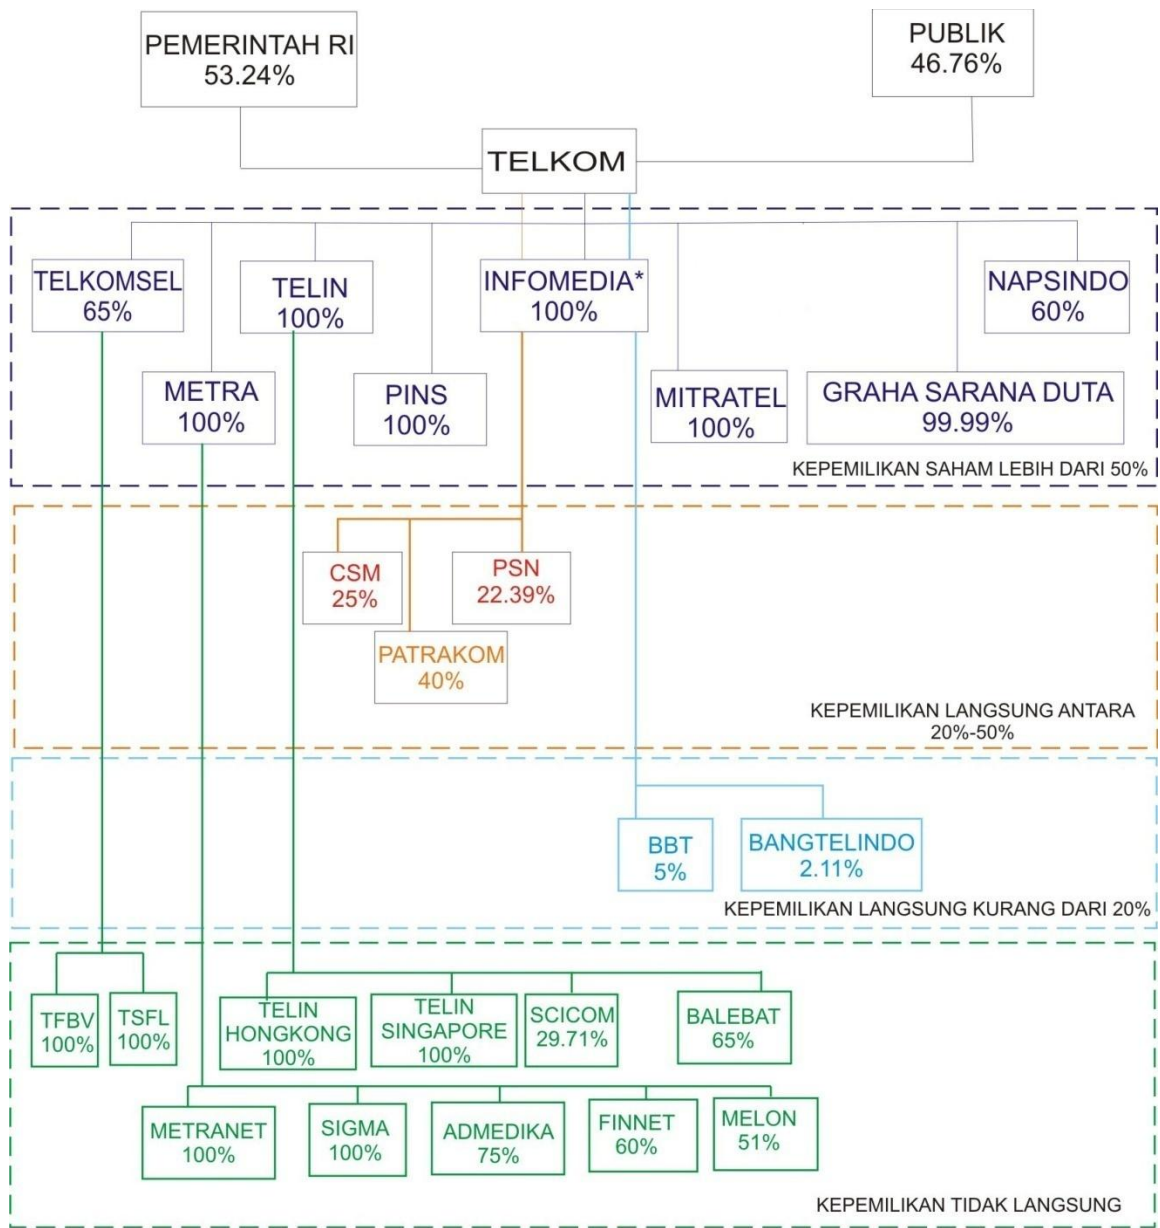 PEMERINTAH RI
53.24%
PUBLIK
46.76%
TELKOM
TELKOMSEL
65%
TELIN
100%
INFOMEDIA*
100%
NAPSINDO
60%
METRA
100%
PINS
100%
MITRATEL
100%
GRAHA SARANA DUTA
99.99%
KEPEMILIKAN SAHAM LEBIH DARI 50%
CSM
25%
PSN
22.39%
PATRAKOM
40%
KEPEMILIKAN LANGSUNG ANTARA
20%-50%
BBT
5%
BANGTELINDO
2.11%
KEPEMILIKAN LANGSUNG KURANG DARI 20%
TFBV
100%
TSFL
100%
TELIN
HONGKONG
100%
TELIN
SINGAPORE
100%
SCICOM
29.71%
BALEBAT
65%
METRANET
100%
SIGMA
100%
ADMEDIKA
75%
FINNET
60%
MELON
51%
KEPEMILIKAN TIDAK LANGSUNG